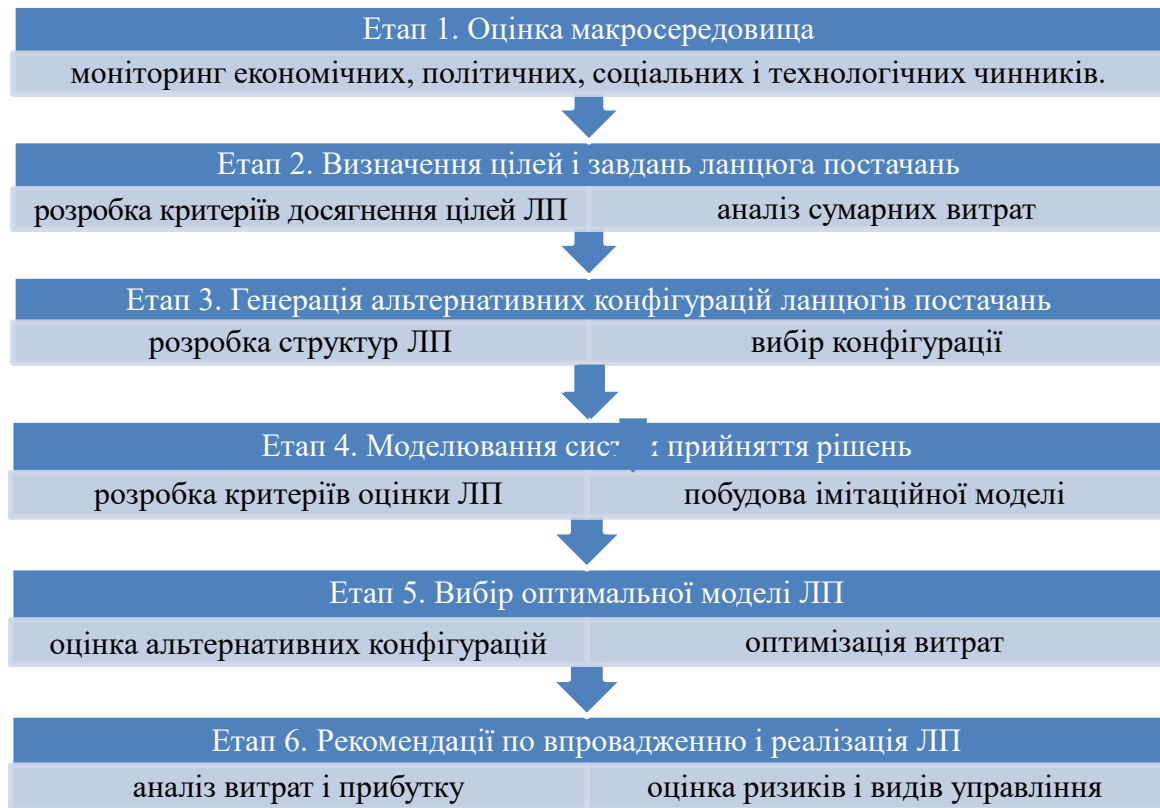 Етап 1. Оцінка макросередовища
моніторинг економічних, політичних, соціальних і технологічних чинників.
Етап 2. Визначення цілей і завдань ланцюга постачань
розробка критеріїв досягнення цілей ЛП
аналіз сумарних витрат
Етап 3. Генерація альтернативних конфігурацій ланцюгів постачань
розробка структур ЛП
вибір конфігурації
Етап 4. Моделювання прийняття рішень
розробка критеріїв оцінки ЛП
побудова імітаційної моделі
Етап 5. Вибір оптимальної моделі ЛП
оцінка альтернативних конфігурацій
оптимізація витрат
Етап 6. Рекомендації по впровадженню і реалізація ЛП
аналіз витрат і прибутку
оцінка ризиків і видів управління